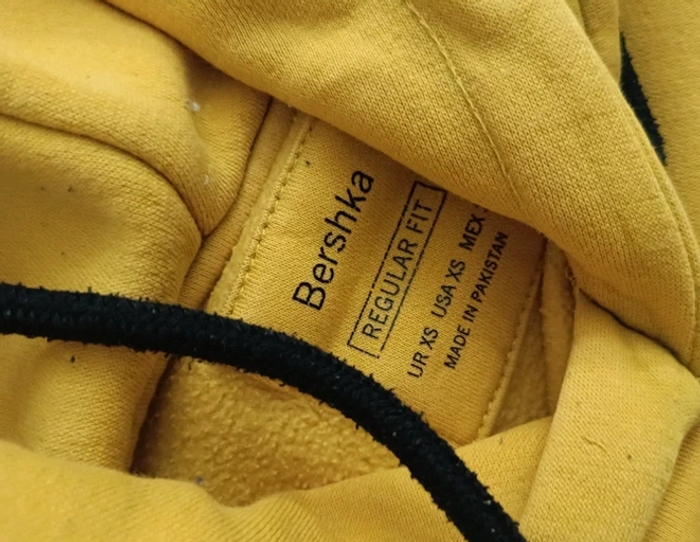 Bershka
REGULAR FIT
UR XS USA XS MEX
MADE IN PAKISTAN